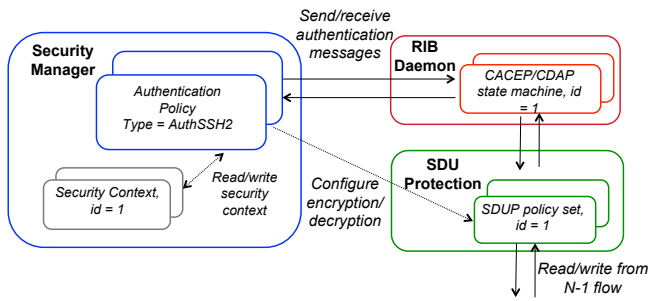 Send/receive
authentication
messages
Security
Manager
Authentication
Policy
Type = AuthSSH2
Security Context,
id = 1
Read/write
security
context
RIB
Daemon
CACEP/CDAP
state machine, id
= 1
Configure
encryption/
decryption
SDU
Protection
SDUP policy set,
id = 1
Read/write from
N-1 flow